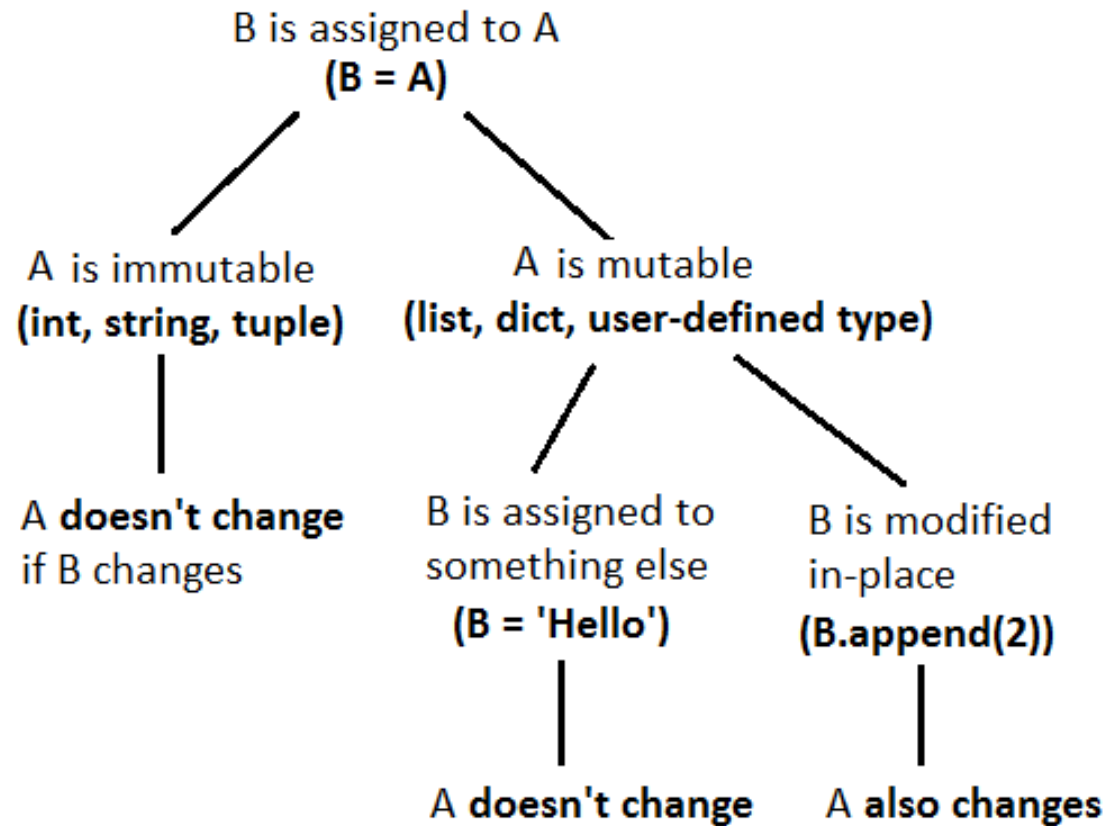 B is assigned to A
(B = A)
A is immutable
(int, string, tuple)
A is mutable
(list, dict, user-defined type)
A doesn't change
if B changes
B is assigned to
something else
(B = 'Hello')
B is modified
in-place
(B.append(2))
A doesn't change
A also changes